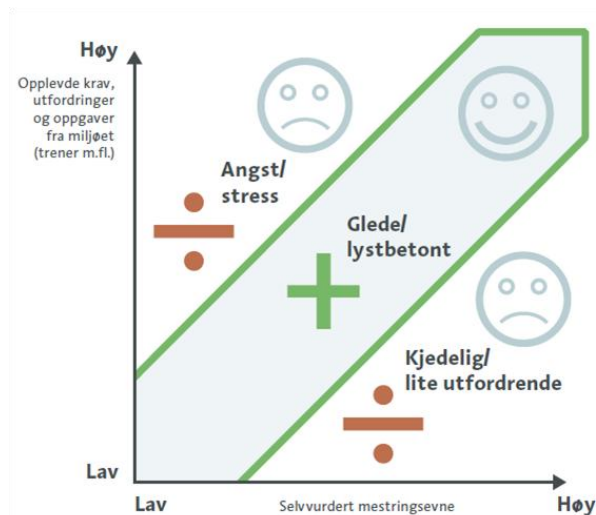 Høy
Opplevde krav,
utfordringer
og oppgaver
fra miljøet
(trener m.fl.)
Angst/
stress
Glede/
lystbetont
Kjedelig/
lite utfordrende
Lav
Lav
Selvvurdert mestringsevne
Høy